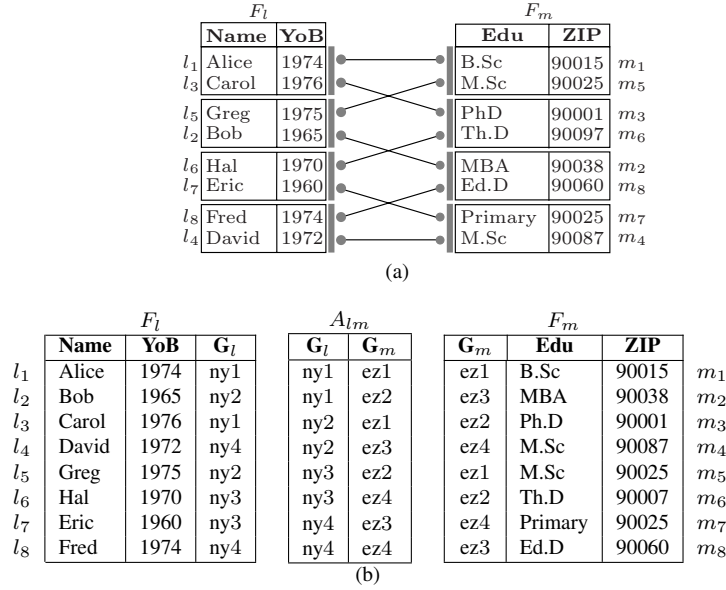 F_l F_m
Name YoB Edu ZIP
l_1 Alice 1974 B.Sc 90015 m_1
l_3 Carol 1976 M.Sc 90025 m_5
l_5 Greg 1975 PhD 90001 m_3
l_2 Bob 1965 Th.D 90097 m_6
l_6 Hal 1970 MBA 90038 m_2
l_7 Eric 1960 Ed.D 90060 m_8
l_8 Fred 1974 Primary 90025 m_7
l_4 David 1972 M.Sc 90087 m_4
(a)
F_l A_lm F_m
Name YoB G_l G_l G_m G_m Edu ZIP
l_1 Alice 1974 ny1 ny1 ez1 ez1 B.Sc 90015 m_1
l_2 Bob 1965 ny2 ny1 ez2 ez3 MBA 90038 m_2
l_3 Carol 1976 ny1 ny2 ez1 ez2 Ph.D 90001 m_3
l_4 David 1972 ny4 ny2 ez3 ez4 M.Sc 90087 m_4
l_5 Greg 1975 ny2 ny3 ez2 ez1 M.Sc 90025 m_5
l_6 Hal 1970 ny3 ny3 ez4 ez2 Th.D 90007 m_6
l_7 Eric 1960 ny3 ny4 ez3 ez4 Primary 90025 m_7
l_8 Fred 1974 ny4 ny4 ez4 ez3 Ed.D 90060 m_8
(b)